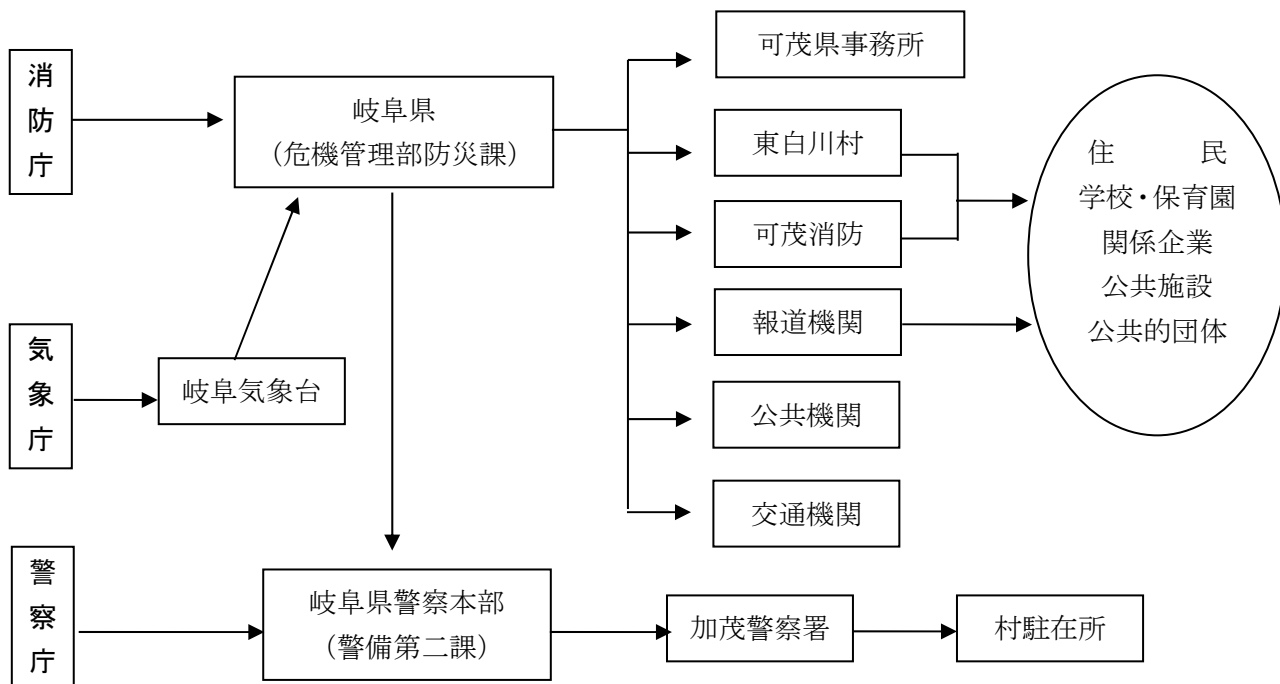 消防庁
岐阜県
（危機管理部防災課）
可茂県事務所
東白川村
可茂消防
報道機関
公共機関
交通機関
住　　民
学校・保育園
関係企業
公共施設
公共的団体
気象庁
岐阜気象台
警察庁
岐阜県警察本部
（警備第二課）
加茂警察署
村駐在所